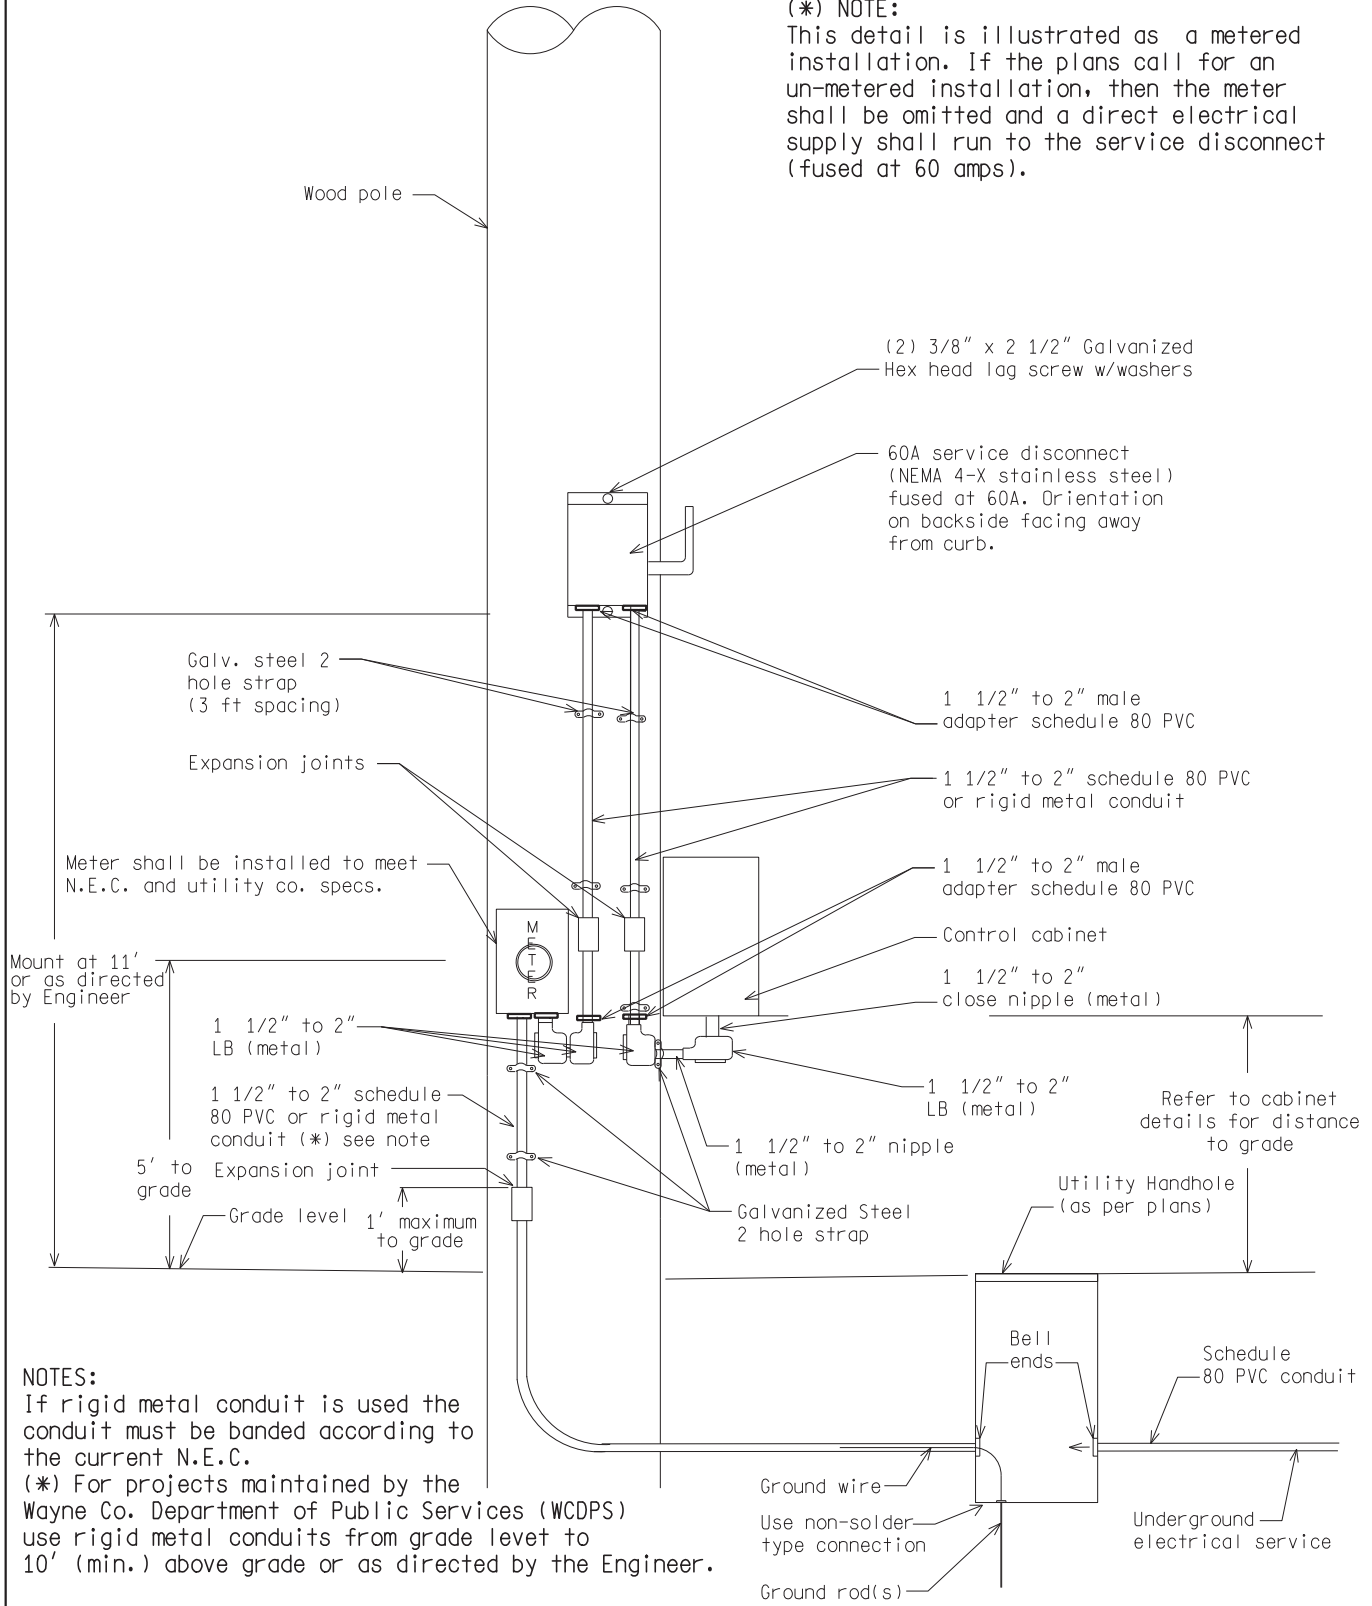 (*) NOTE:
This detail is illustrated as a metered
installation. If the plans call for an
un-metered installation, then the meter
shall be omitted and a direct electrical
supply shall run to the service disconnect
(fused at 60 amps).
Wood pole
(2) 3/8" x 2 1/2" Galvanized
Hex head lag screw w/washers
60A service disconnect
(NEMA 4-X stainless steel)
fused at 60A. Orientation
on backside facing away
from curb.
Galv. steel 2
hole strap
(3 ft spacing)
1 1/2" to 2" male
adapter schedule 80 PVC
Expansion joints
1 1/2" to 2" schedule 80 PVC
or rigid metal conduit
Meter shall be installed to meet
N.E.C. and utility co. specs.
1 1/2" to 2" male
adapter schedule 80 PVC
METER
Control cabinet
Mount at 11'
or as directed
by Engineer
1 1/2" to 2"
close nipple (metal)
1 1/2" to 2"
LB (metal)
1 1/2" to 2" schedule
80 PVC or rigid metal
conduit (*) see note
1 1/2" to 2"
LB (metal)
Refer to cabinet
details for distance
to grade
1 1/2" to 2" nipple
(metal)
5' to
grade
Expansion joint
Utility Handhole
(as per plans)
Grade level
1' maximum
to grade
Galvanized Steel
2 hole strap
Bell
ends
Schedule
80 PVC conduit
NOTES:
If rigid metal conduit is used the
conduit must be banded according to
the current N.E.C.
(*) For projects maintained by the
Wayne Co. Department of Public Services (WCDPS)
use rigid metal conduits from grade levet to
10' (min.) above grade or as directed by the Engineer.
Ground wire
Use non-solder
type connection
Ground rod(s)
Underground
electrical service